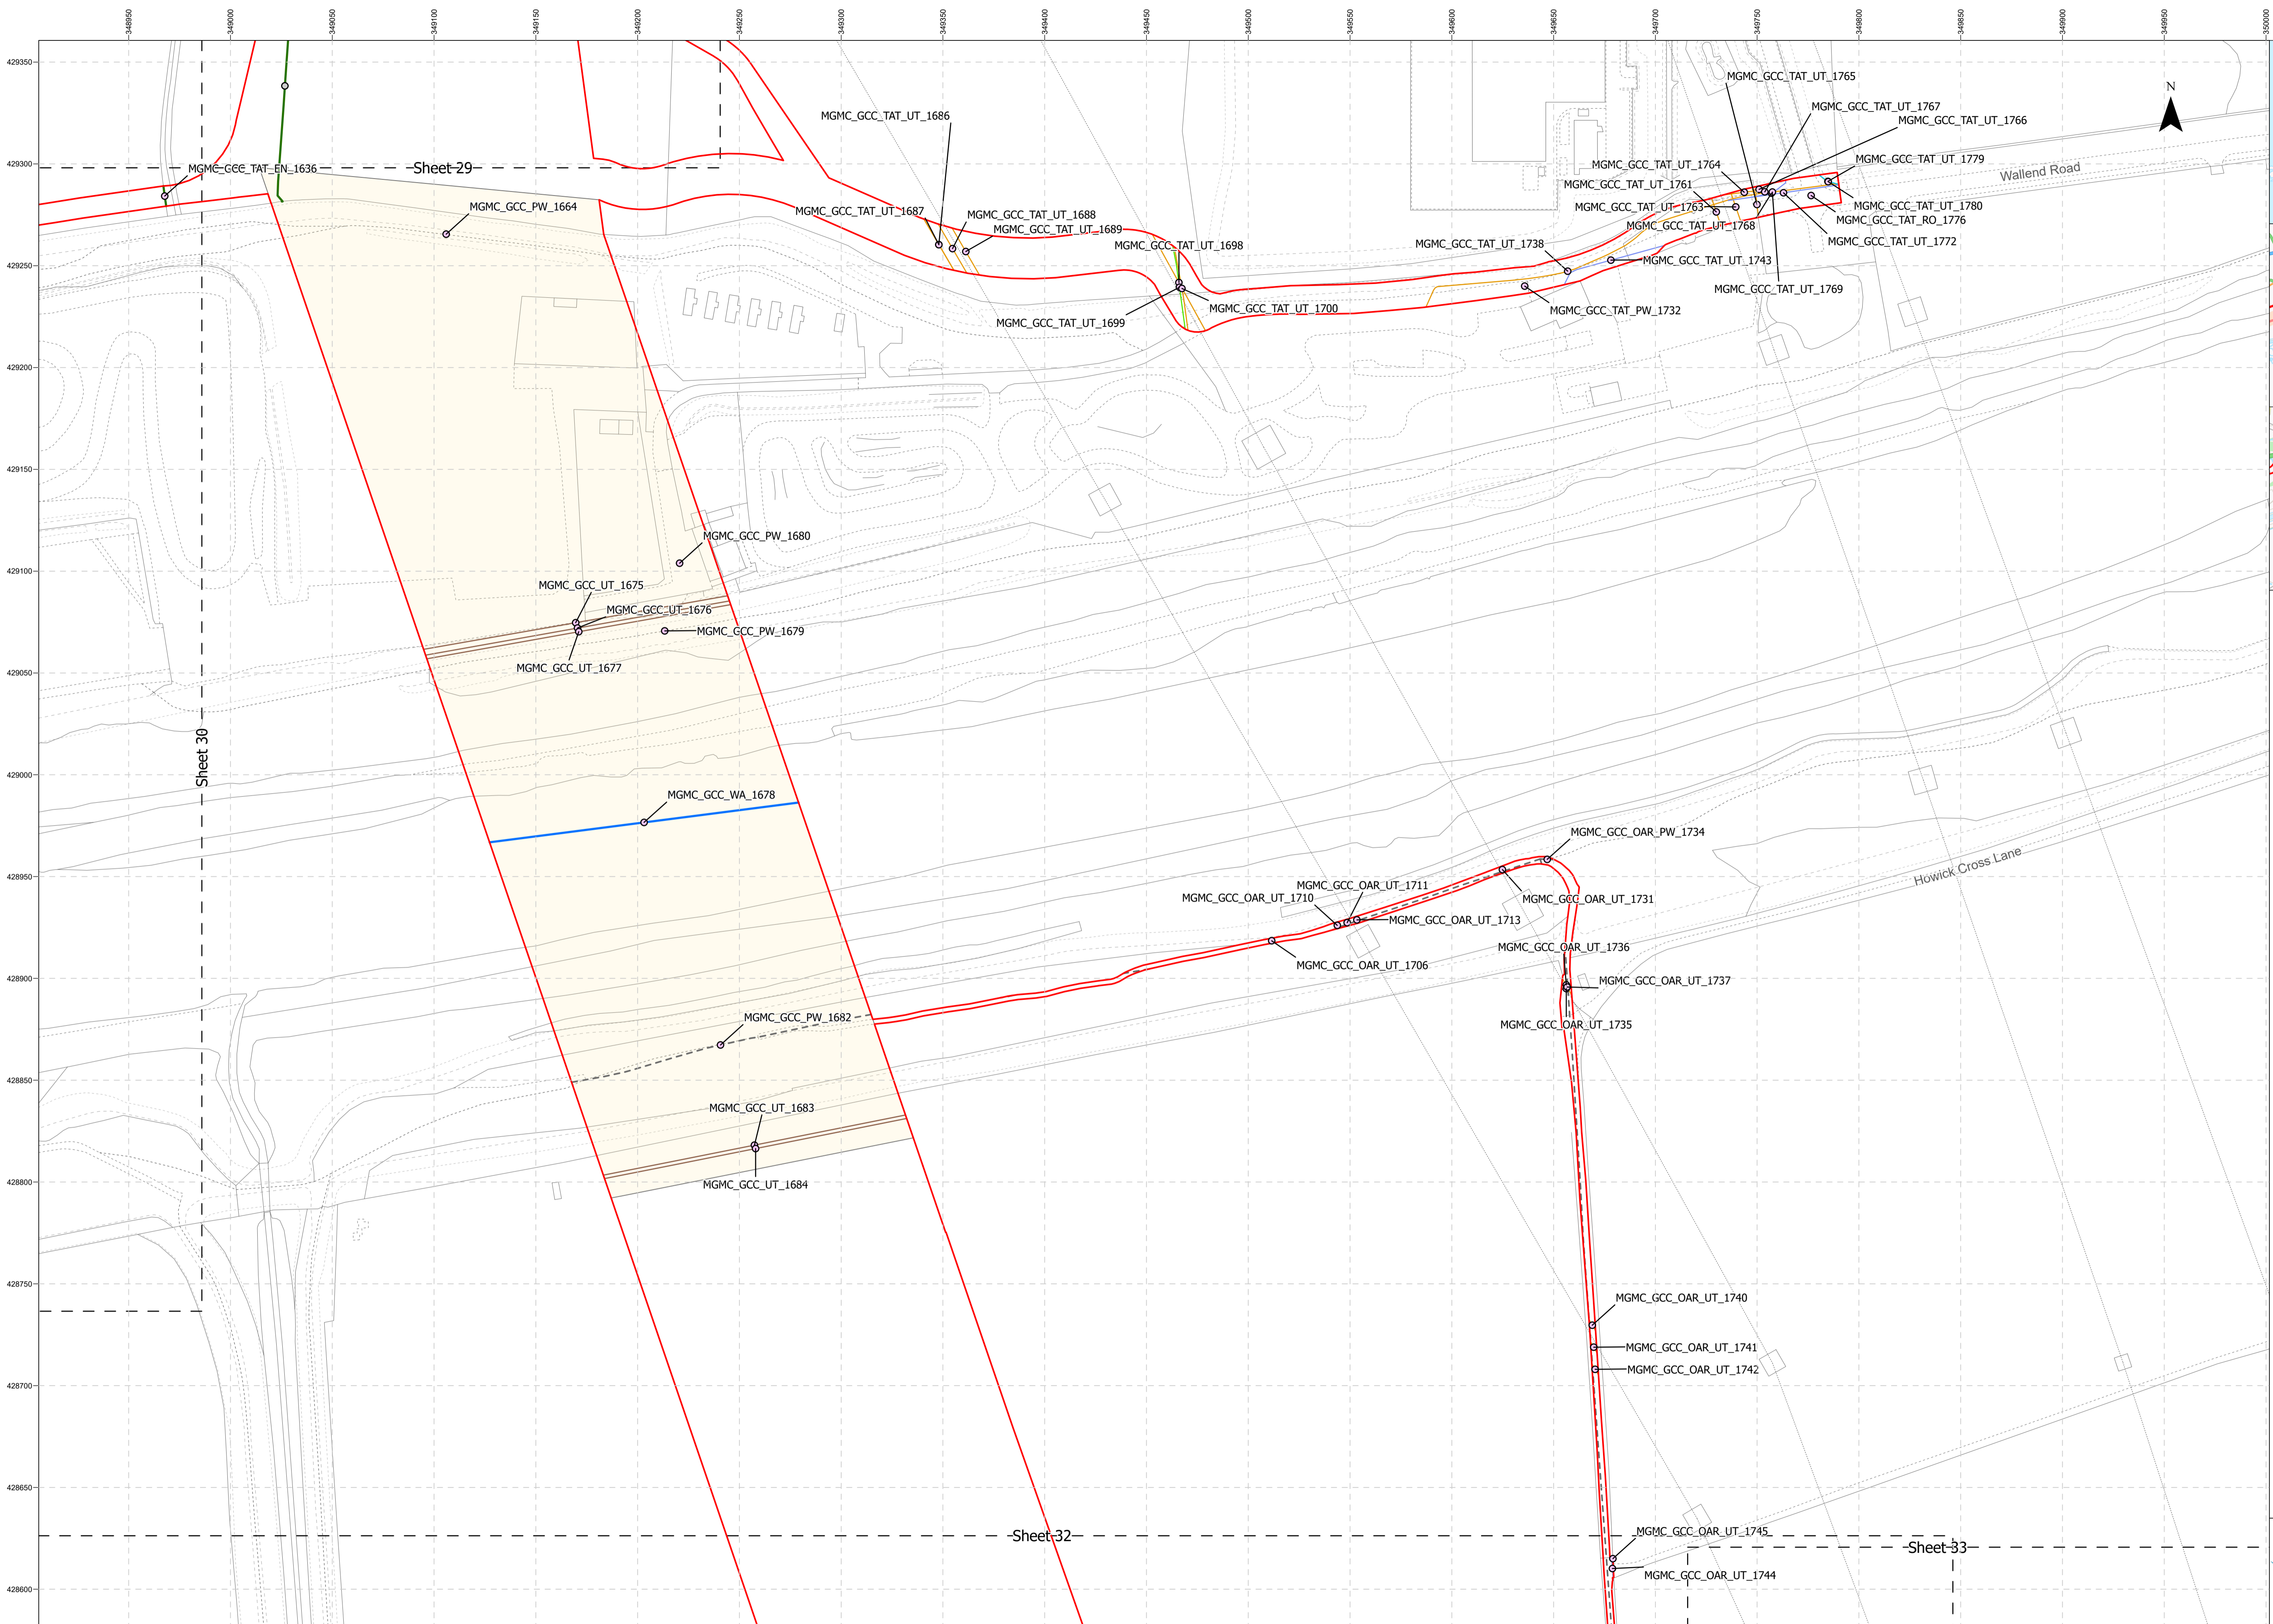 348950 349000 349050 349100 349150 349200 349250 349300 349350 349400 349450 349500 349550 349600 349650 349700 349750 349800 349850 349900 349950 350000
429350
429300
429250
429200
429150
429100
429050
429000
428950
428900
428850
428800
428750
428700
428650
428600
N
MGMC_GCC_TAT_UT_1765
MGMC_GCC_TAT_UT_1767
MGMC_GCC_TAT_UT_1686
MGMC_GCC_TAT_UT_1766
MGMC_GCC_TAT_UT_1779
MGMC_GCC_TAT_UT_1764
Sheet 29
MGMC_GCC_TAT_EN_1636
Wallend Road
MGMC_GCC_TAT_UT_1761
MGMC_GCC_PW_1664
MGMC_GCC_TAT_UT_1763
MGMC_GCC_TAT_UT_1780
MGMC_GCC_TAT_UT_1687
MGMC_GCC_TAT_UT_1688
MGMC_GCC_TAT_RO_1776
MGMC_GCC_TAT_UT_1768
MGMC_GCC_TAT_UT_1689
MGMC_GCC_TAT_UT_1772
MGMC_GCC_TAT_UT_1698
MGMC_GCC_TAT_UT_1738
MGMC_GCC_TAT_UT_1743
MGMC_GCC_TAT_UT_1769
MGMC_GCC_TAT_UT_1700
MGMC_GCC_TAT_PW_1732
MGMC_GCC_TAT_UT_1699
MGMC_GCC_PW_1680
MGMC_GCC_UT_1675
MGMC_GCC_UT_1676
MGMC_GCC_PW_1679
MGMC_GCC_UT_1677
Sheet 30
MGMC_GCC_WA_1678
MGMC_GCC_OAR_PW_1734
Howick Cross Lane
MGMC_GCC_OAR_UT_1711
MGMC_GCC_OAR_UT_1710
MGMC_GCC_OAR_UT_1731
MGMC_GCC_OAR_UT_1713
MGMC_GCC_OAR_UT_1736
MGMC_GCC_OAR_UT_1706
MGMC_GCC_OAR_UT_1737
MGMC_GCC_PW_1682
MGMC_GCC_OAR_UT_1735
MGMC_GCC_UT_1683
MGMC_GCC_UT_1684
MGMC_GCC_OAR_UT_1740
MGMC_GCC_OAR_UT_1741
MGMC_GCC_OAR_UT_1742
MGMC_GCC_OAR_UT_1745
Sheet 32
Sheet 33
MGMC_GCC_OAR_UT_1744